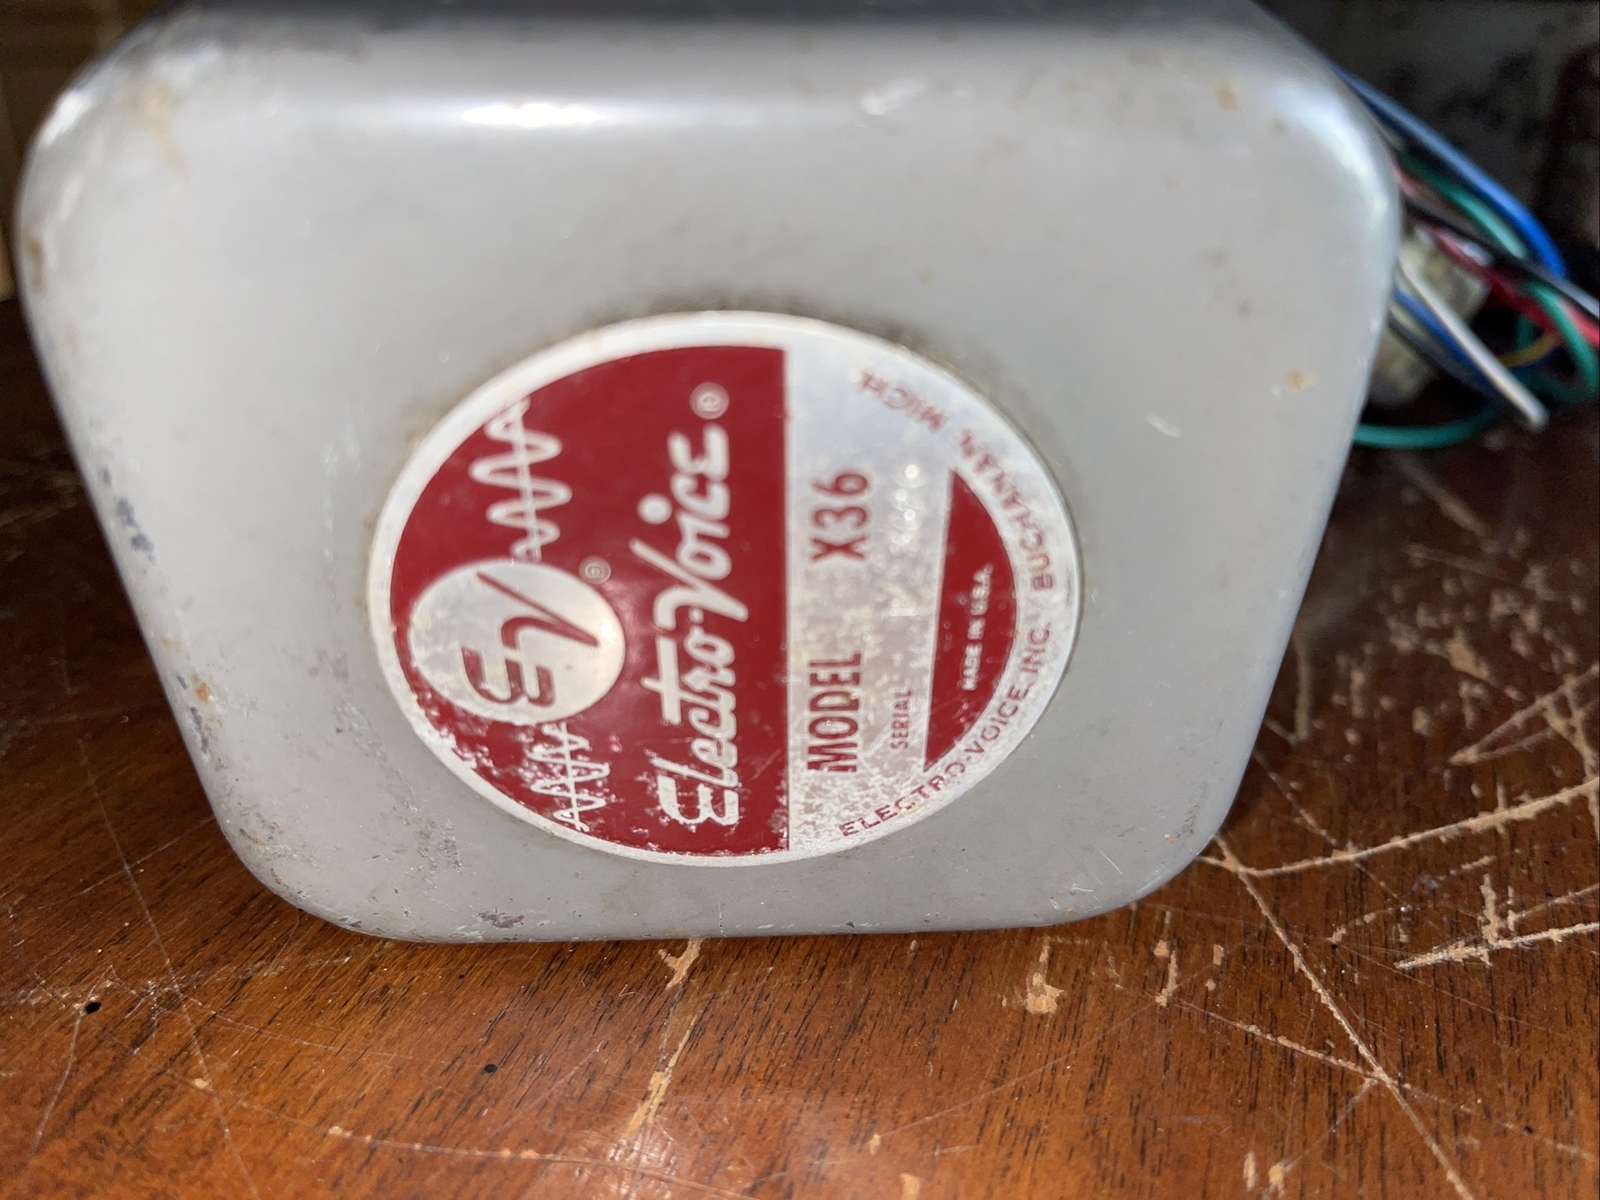 EV ®
Electro-Voice ®
MODEL X36
SERIAL
MADE IN U.S.A.
ELECTRO-VOICE, INC. BUCHANAN, MICH.